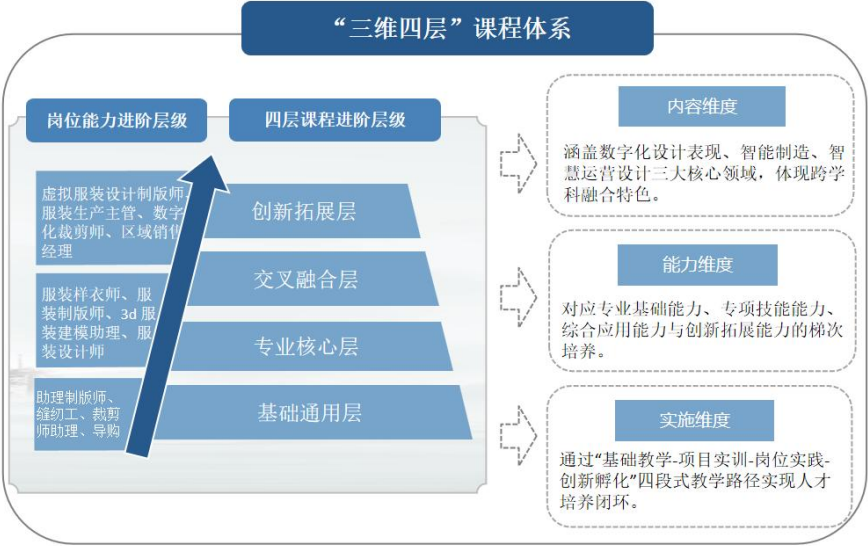 “三维四层”课程体系
岗位能力进阶层级
四层课程进阶层级
虚拟服装设计制版师、
服装生产主管、数字
化裁剪师、区域销售
经理
服装样衣师、服
装制版师、3d 服
装建模助理、服
装设计师
助理制版师、
缝纫工、裁剪
师助理、导购
创新拓展层
交叉融合层
专业核心层
基础通用层
内容维度
涵盖数字化设计表现、智能制造、智
慧运营设计三大核心领域，体现跨学
科融合特色。
能力维度
对应专业基础能力、专项技能能力、
综合应用能力与创新拓展能力的梯次
培养。
实施维度
通过“基础教学-项目实训-岗位实践-
创新孵化”四段式教学路径实现人才
培养闭环。